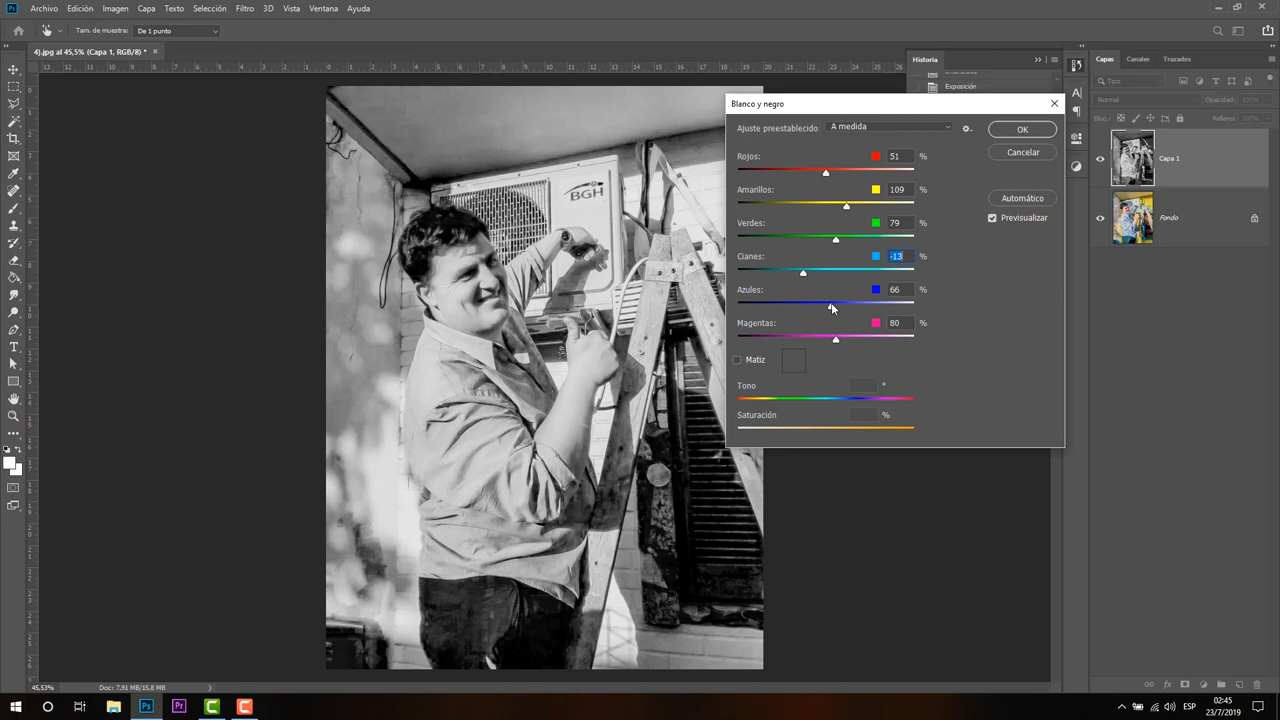 Archivo Edición Imagen Capa Texto Selección Filtro 3D Vista Ventana Ayuda
Tam. de muestra: De 1 punto
4).jpg al 45,5% (Capa 1, RGB/8) * ×
Historia
Exposición
Capas Canales Trazados
Tipo
Normal Opacidad: 100%
Bloq.: Relleno: 100%
Capa 1
Fondo
Blanco y negro
Ajuste preestablecido: A medida
OK
Cancelar
Automático
Previsualizar
Rojos: 51 %
Amarillos: 109 %
Verdes: 79 %
Cianes: -13 %
Azules: 66 %
Magentas: 80 %
Matiz
Tono °
Saturación %
BGH
45,53% Doc: 7,91 MB/15,8 MB
ESP
02:45
23/7/2019